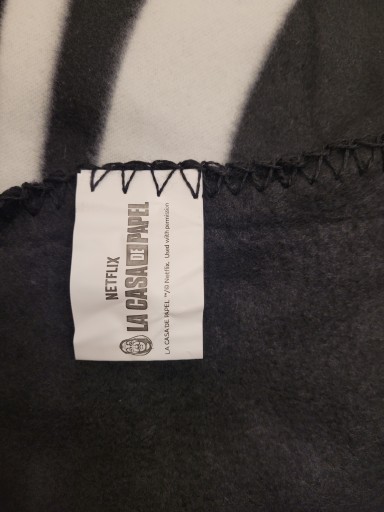 NETFLIX
LA CASA DE PAPEL
LA CASA DE PAPEL ™/© Netflix. Used with permission